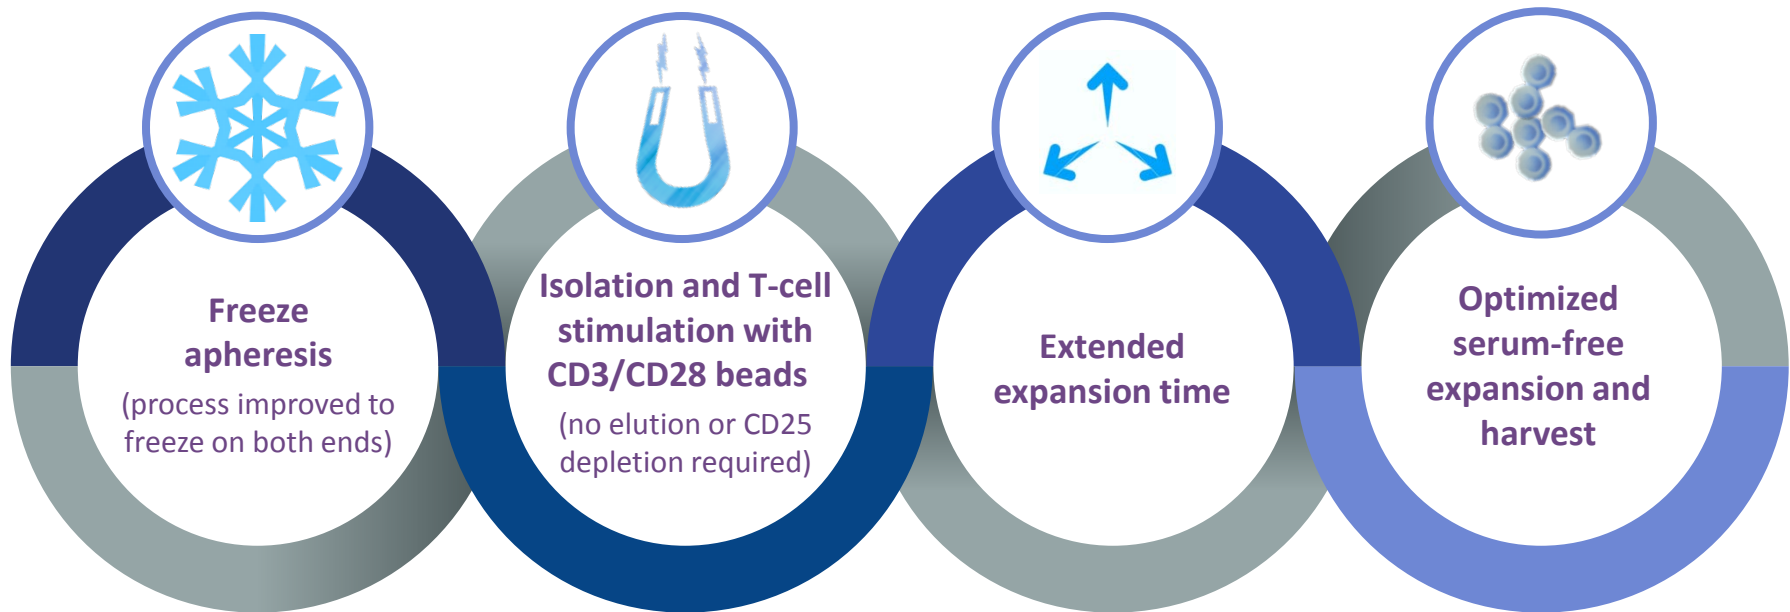 Freeze
apheresis
(process improved to
freeze on both ends)
Isolation and T-cell
stimulation with
CD3/CD28 beads
(no elution or CD25
depletion required)
Extended
expansion time
Optimized
serum-free
expansion and
harvest